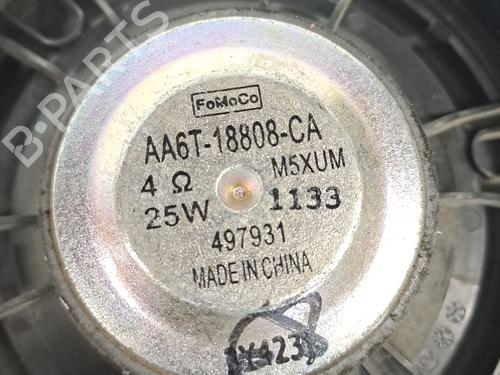 B-PARTS
FoMoCo
AA6T-18808-CA
4 Ω M5XUM
25W 1133
497931
MADE IN CHINA